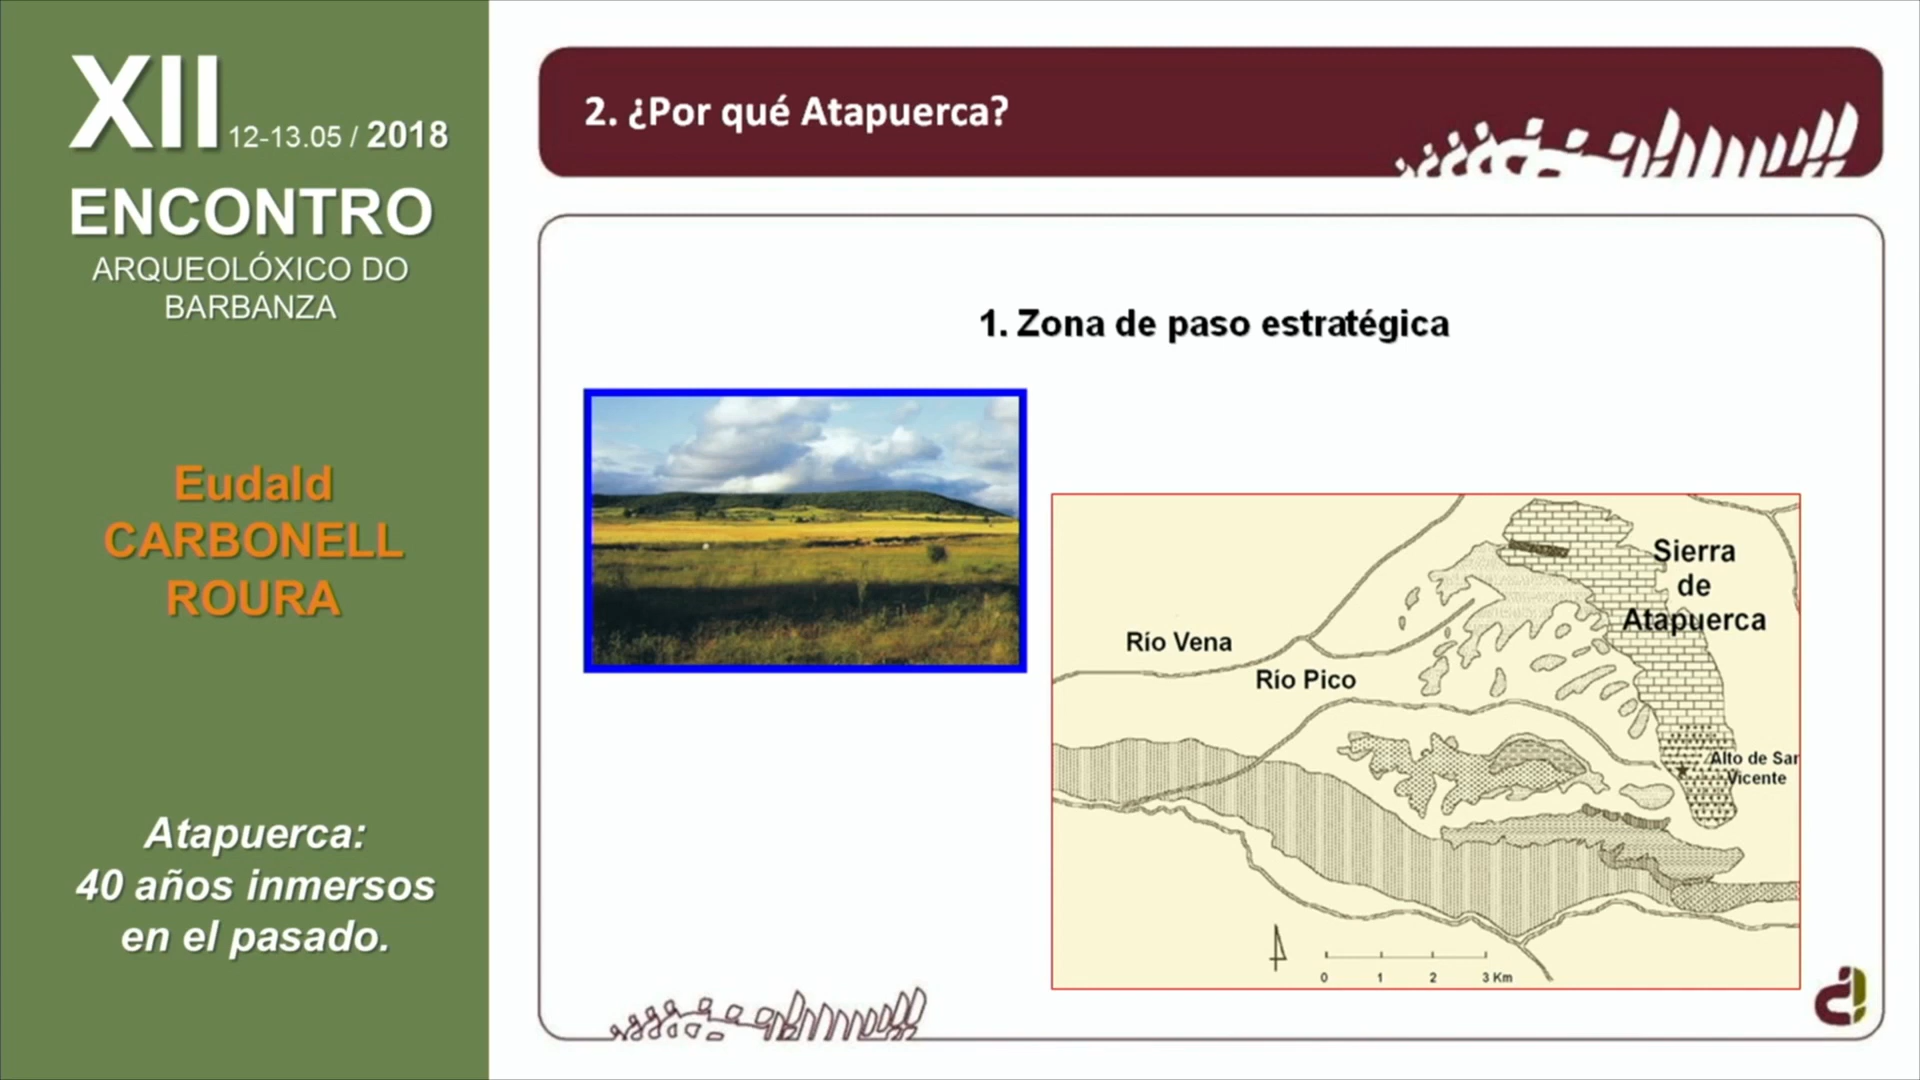 XII 12-13.05 / 2018
ENCONTRO
ARQUEOLÓXICO DO
BARBANZA
Eudald
CARBONELL
ROURA
Atapuerca:
40 años inmersos
en el pasado.
2. ¿Por qué Atapuerca?
1. Zona de paso estratégica
Sierra
de
Atapuerca
Río Vena
Río Pico
Alto de San
Vicente
0 1 2 3 Km